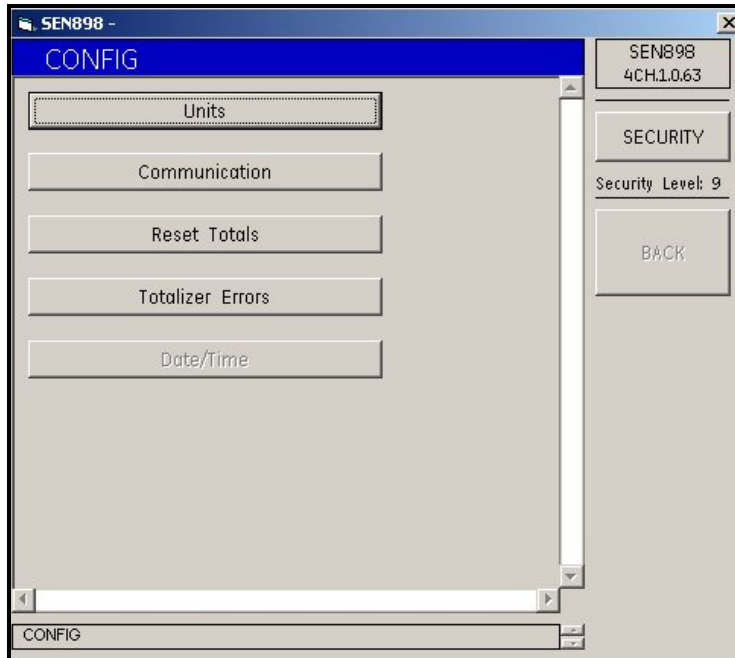 SEN898 -
CONFIG
Units
Communication
Reset Totals
Totalizer Errors
Date/Time
SEN898
4CH.1.0.63
SECURITY
Security Level: 9
BACK
CONFIG